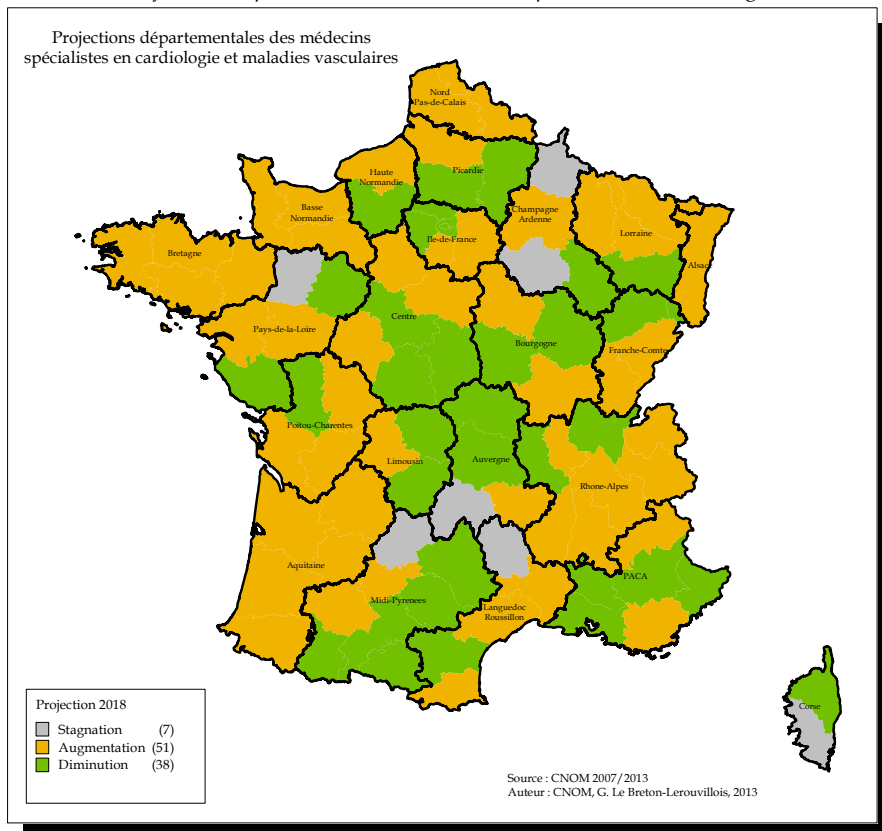 Projections départementales des médecins
spécialistes en cardiologie et maladies vasculaires
Nord
Pas-de-Calais
Haute
Normandie
Picardie
Basse
Normandie
Champagne
Ardenne
Lorraine
Ile-de-France
Bretagne
Alsace
Centre
Pays-de-la-Loire
Bourgogne
Franche-Comte
Poitou-Charentes
Limousin
Auvergne
Rhone-Alpes
Aquitaine
PACA
Midi-Pyrenees
Languedoc
Roussillon
Corse
Projection 2018
Stagnation (7)
Augmentation (51)
Diminution (38)
Source : CNOM 2007/2013
Auteur : CNOM, G. Le Breton-Lerouvillois, 2013